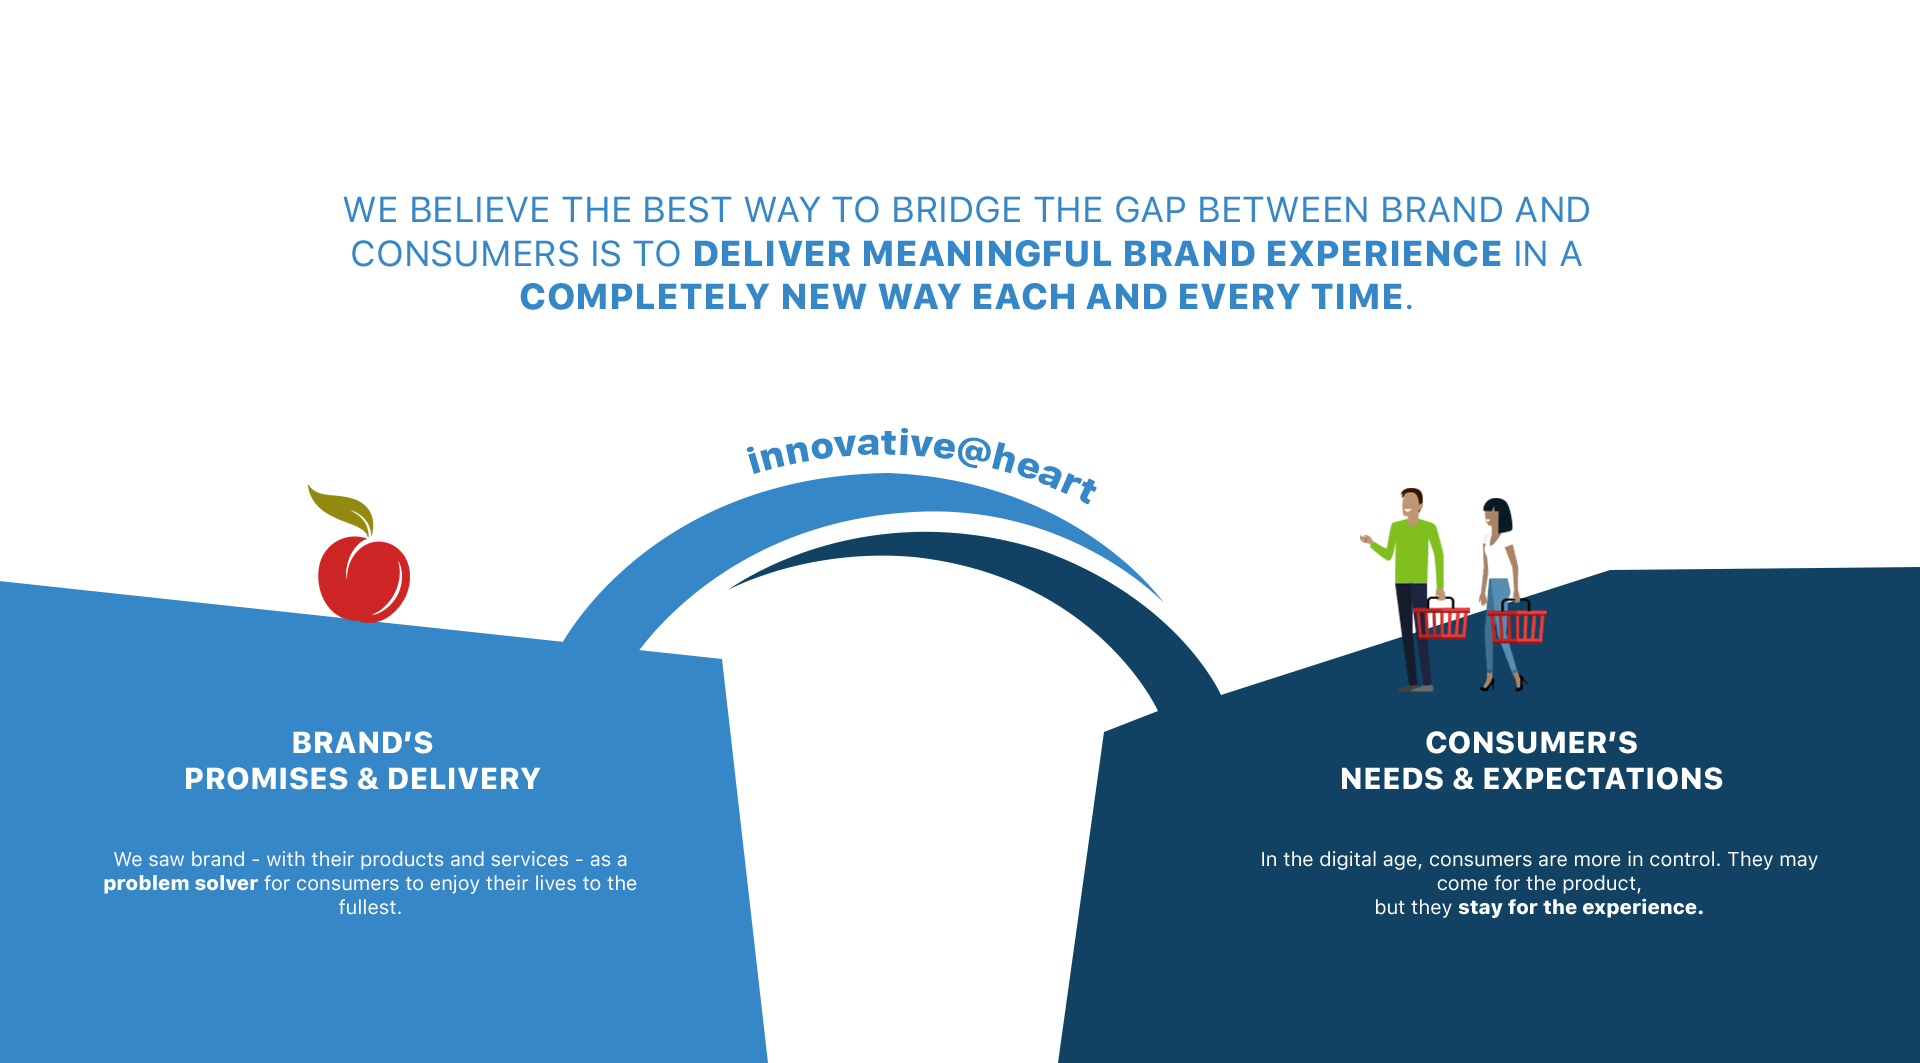 WE BELIEVE THE BEST WAY TO BRIDGE THE GAP BETWEEN BRAND AND
CONSUMERS IS TO DELIVER MEANINGFUL BRAND EXPERIENCE IN A
COMPLETELY NEW WAY EACH AND EVERY TIME.
innovative@heart
BRAND'S
PROMISES & DELIVERY
We saw brand - with their products and services - as a
problem solver for consumers to enjoy their lives to the
fullest.
CONSUMER'S
NEEDS & EXPECTATIONS
In the digital age, consumers are more in control. They may
come for the product,
but they stay for the experience.